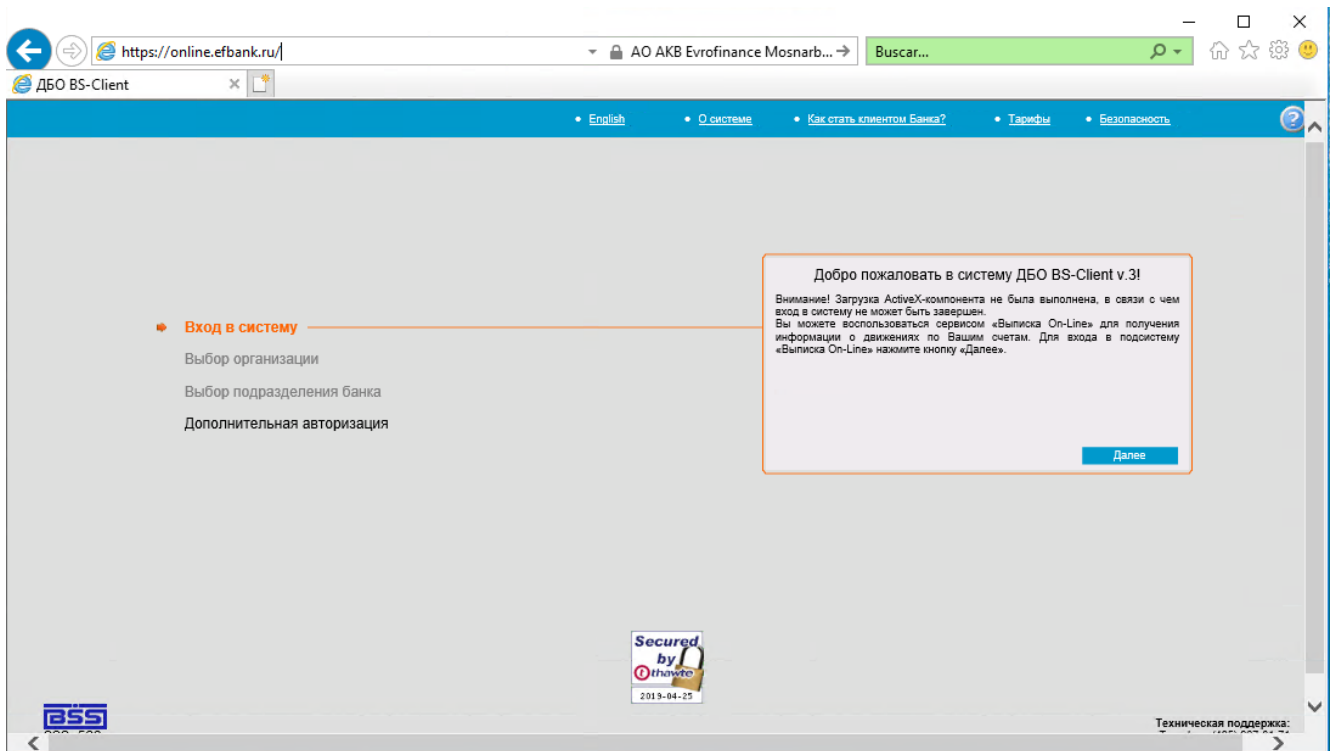 https://online.efbank.ru/
AO AKB Evrofinance Mosnarb...
Buscar...
ДБО BS-Client
English
О системе
Как стать клиентом Банка?
Тарифы
Безопасность
Добро пожаловать в систему ДБО BS-Client v.3!
Внимание! Загрузка ActiveX-компонента не была выполнена, в связи с чем
вход в систему не может быть завершен.
Вы можете воспользоваться сервисом «Выписка On-Line» для получения
информации о движениях по Вашим счетам. Для входа в подсистему
«Выписка On-Line» нажмите кнопку «Далее».
Вход в систему
Выбор организации
Выбор подразделения банка
Дополнительная авторизация
Далее
Secured
by
thawte
2019-04-25
BSS
Техническая поддержка: